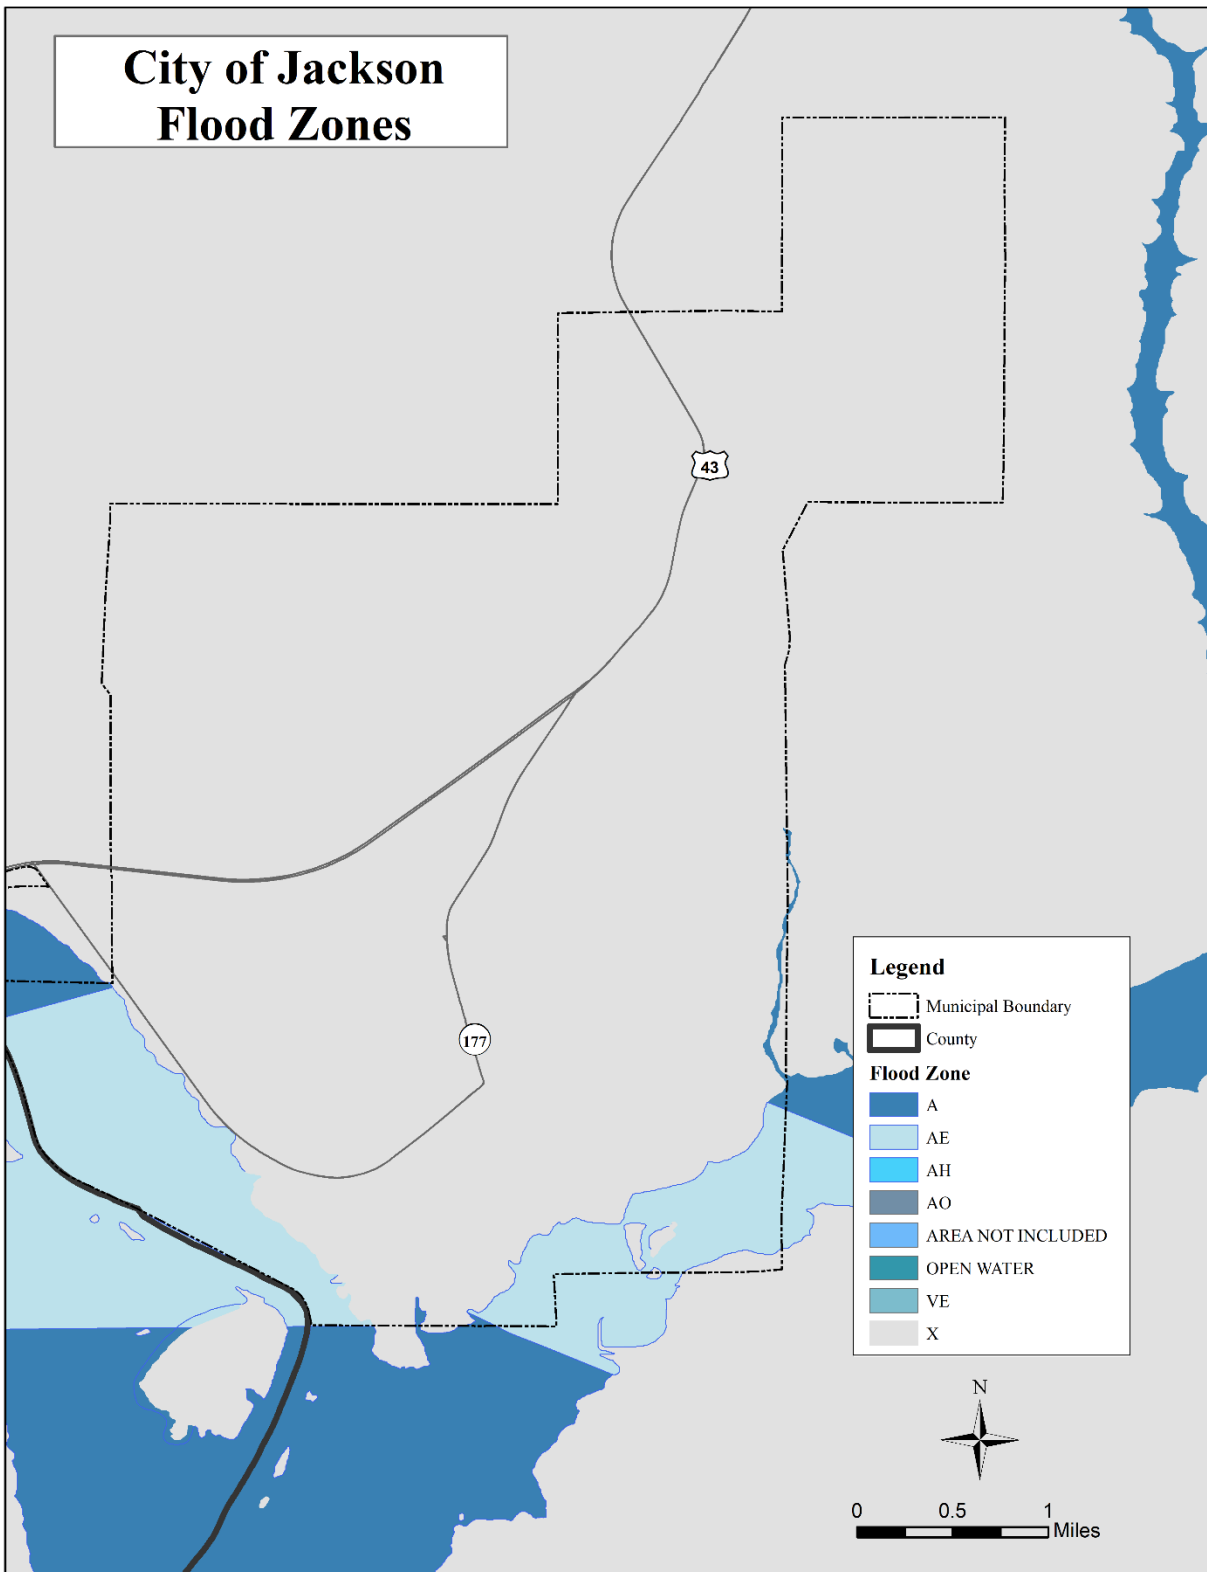 City of Jackson
Flood Zones
43
177
Legend
Municipal Boundary
County
Flood Zone
A
AE
AH
AO
AREA NOT INCLUDED
OPEN WATER
VE
X
N
0 0.5 1
Miles